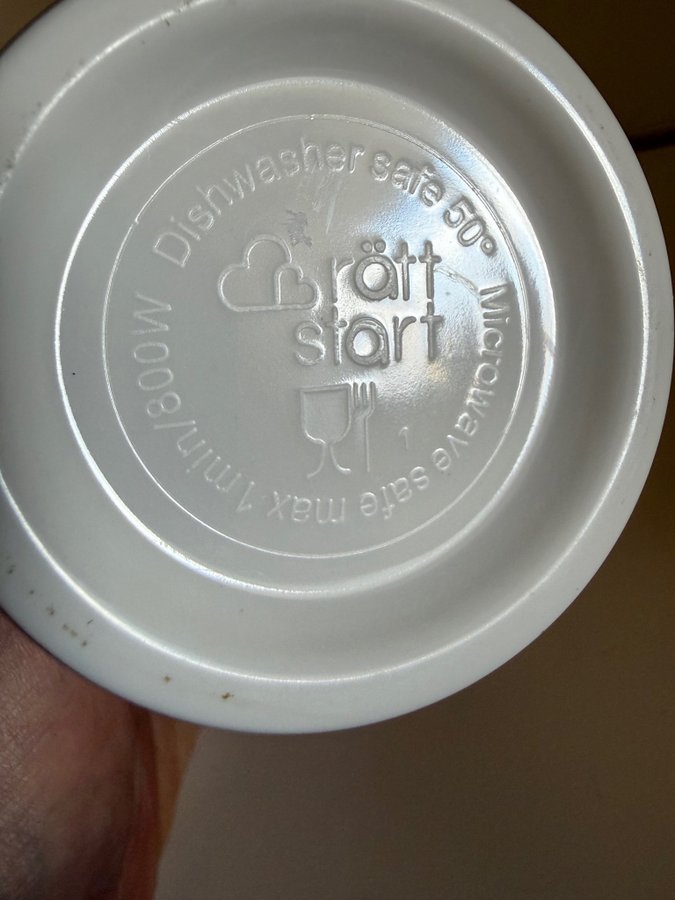 Dishwasher safe 50° Microwave safe max 1min/800W
rätt
start
1